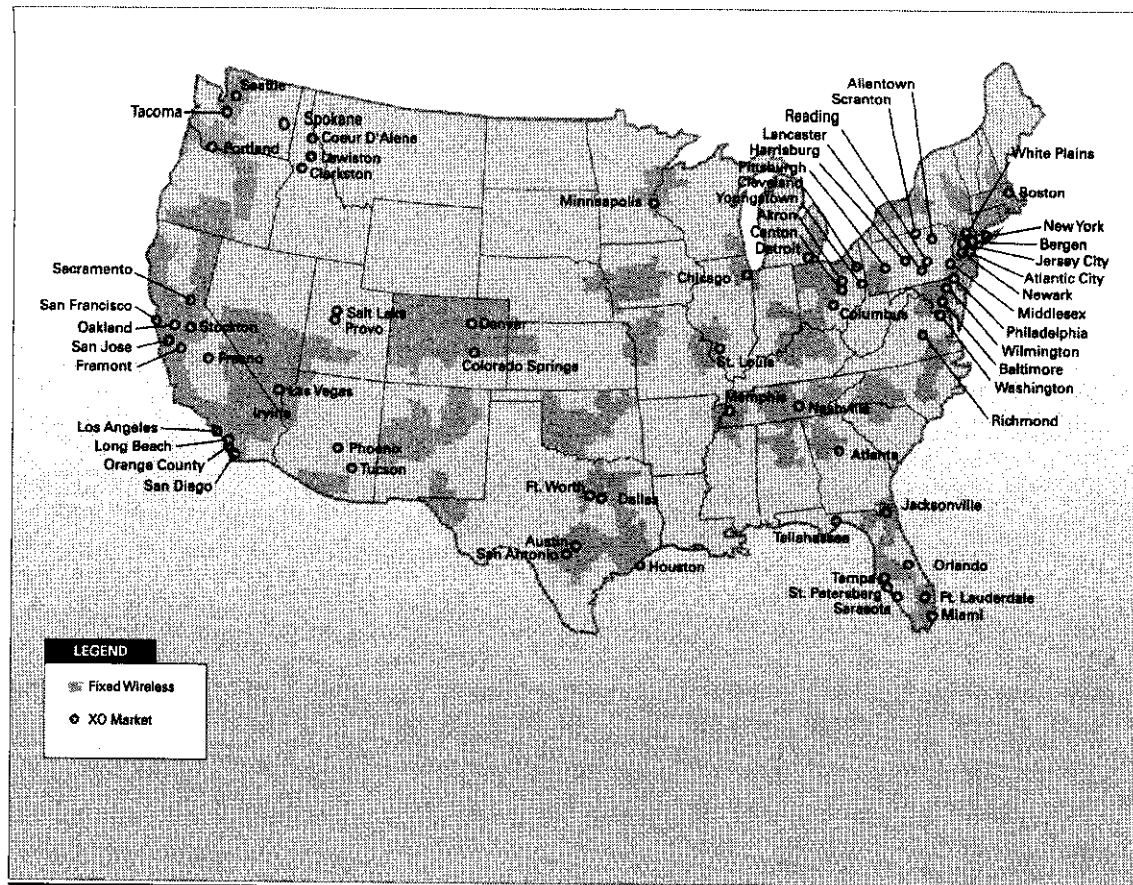 Allentown
Scranton
Reading
Lancaster
Harrisburg
Pittsburgh
Cleveland
Youngstown
Akron
Canton
Detroit
Seattle
Tacoma
Spokane
Coeur D'Alene
Lewiston
Clarkston
Portland
Minneapolis
White Plains
Boston
New York
Bergen
Jersey City
Atlantic City
Newark
Middlesex
Philadelphia
Wilmington
Baltimore
Washington
Richmond
Chicago
Columbus
Sacramento
San Francisco
Oakland
Stockton
San Jose
Framont
Fresno
Salt Lake
Provo
Denver
Colorado Springs
St. Louis
Las Vegas
Irvine
Memphis
Nashville
Los Angeles
Long Beach
Orange County
San Diego
Phoenix
Tucson
Atlanta
Ft. Worth
Dallas
Austin
San Antonio
Houston
Jacksonville
Tallahassee
Orlando
Tampa
St. Petersberg
Sarasota
Ft. Lauderdale
Miami
LEGEND
Fixed Wireless
XO Market